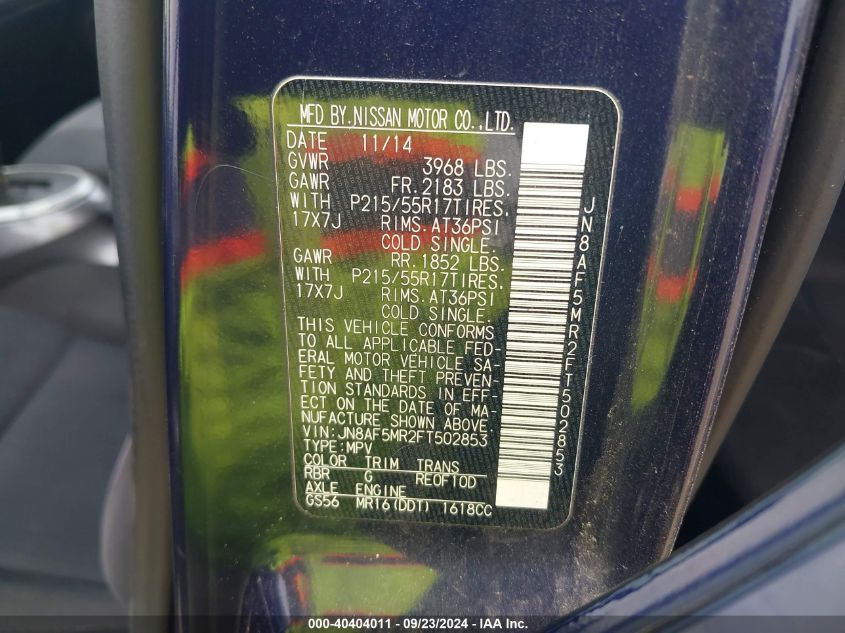 MFD BY.NISSAN MOTOR CO.,LTD.
DATE 11/14
GVWR 3968 LBS.
GAWR FR. 2183 LBS.
WITH P215/55R17TIRES.
17X7J RIMS. AT36PSI
COLD SINGLE.
GAWR RR. 1852 LBS.
WITH P215/55R17TIRES.
17X7J RIMS. AT36PSI
COLD SINGLE.
THIS VEHICLE CONFORMS
TO ALL APPLICABLE FED-
ERAL MOTOR VEHICLE SA-
FETY AND THEFT PREVEN-
TION STANDARDS IN EFF-
ECT ON THE DATE OF MA-
NUFACTURE SHOWN ABOVE.
VIN: JN8AF5MR2FT502853
TYPE: MPV
COLOR TRIM TRANS
RBR G RE0F10D
AXLE ENGINE
GS56 MR16(DDT) 1618CC
JN8AF5MR2FT502853
000-40404011 - 09/23/2024 - IAAI.com